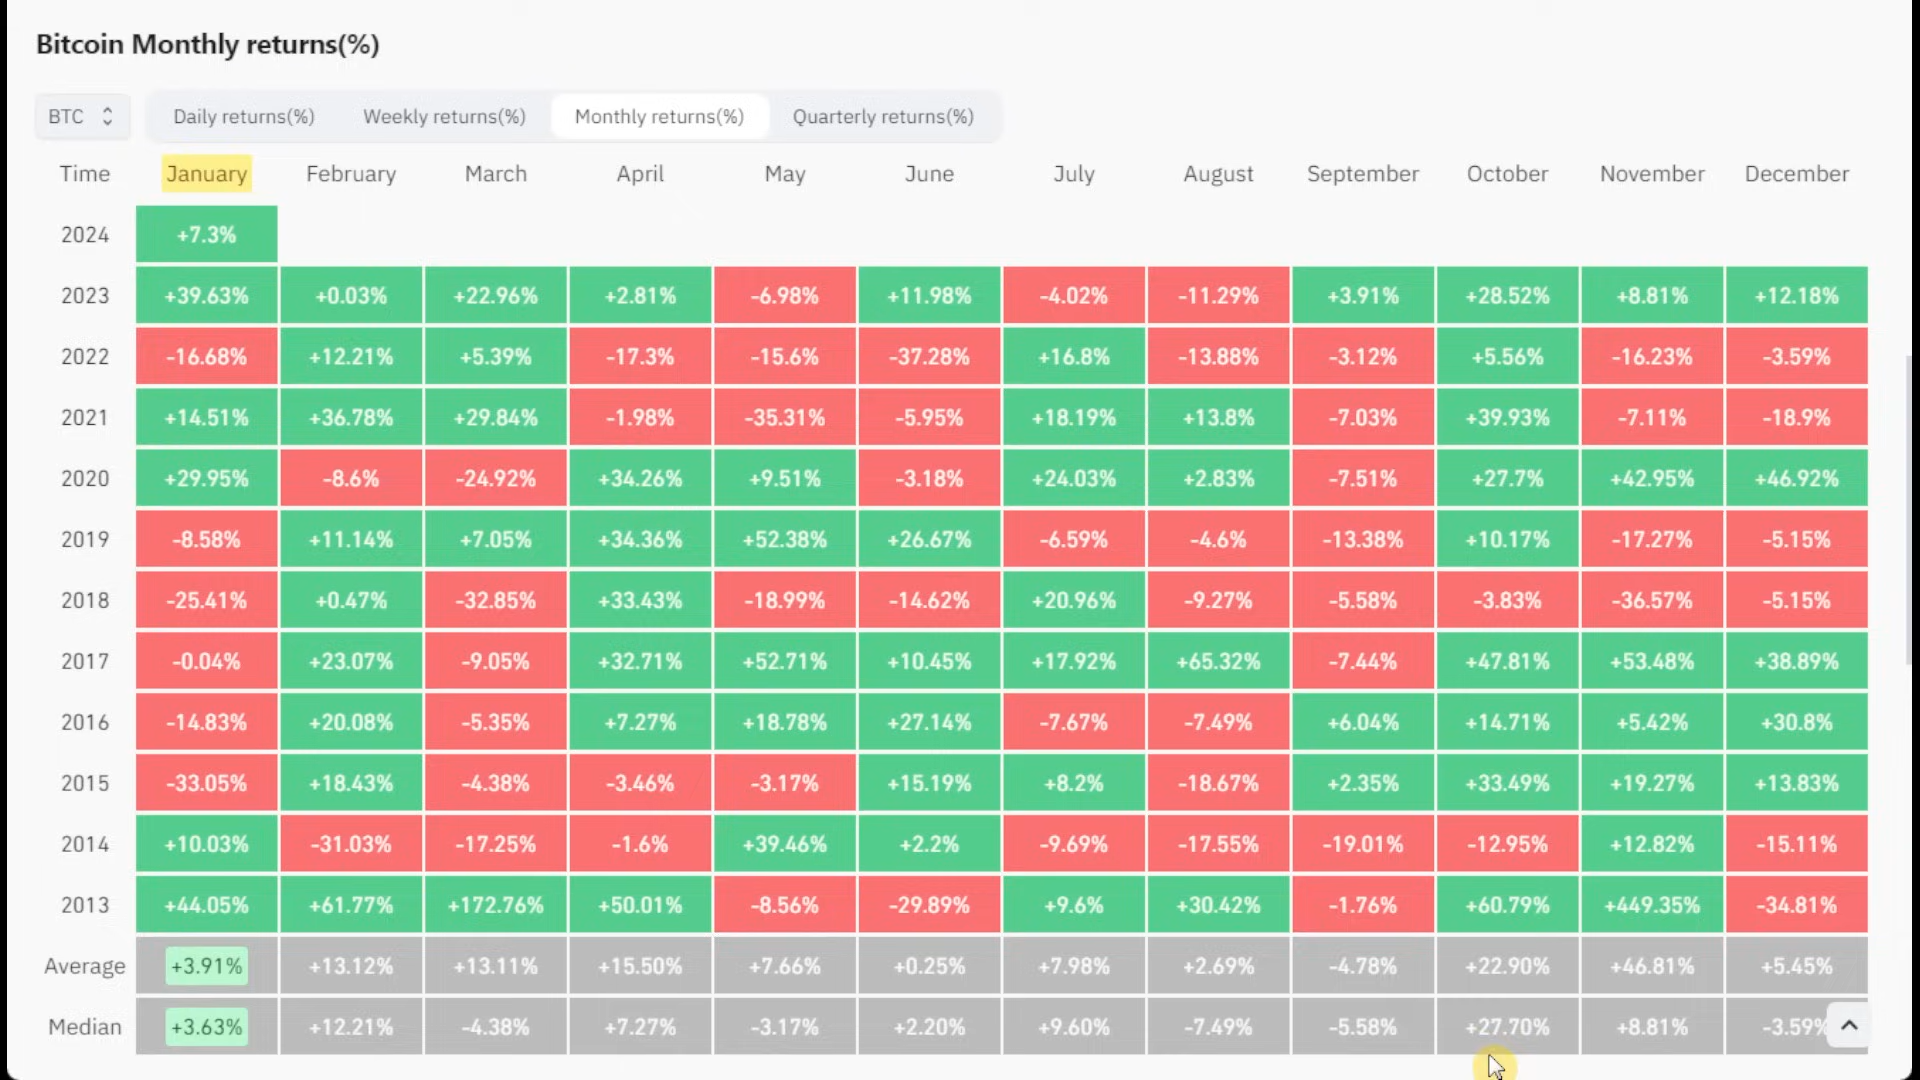 Bitcoin Monthly returns(%)
BTC Daily returns(%) Weekly returns(%) Monthly returns(%) Quarterly returns(%)
Time January February March April May June July August September October November December
2024 +7.3%
2023 +39.63% +0.03% +22.96% +2.81% -6.98% +11.98% -4.02% -11.29% +3.91% +28.52% +8.81% +12.18%
2022 -16.68% +12.21% +5.39% -17.3% -15.6% -37.28% +16.8% -13.88% -3.12% +5.56% -16.23% -3.59%
2021 +14.51% +36.78% +29.84% -1.98% -35.31% -5.95% +18.19% +13.8% -7.03% +39.93% -7.11% -18.9%
2020 +29.95% -8.6% -24.92% +34.26% +9.51% -3.18% +24.03% +2.83% -7.51% +27.7% +42.95% +46.92%
2019 -8.58% +11.14% +7.05% +34.36% +52.38% +26.67% -6.59% -4.6% -13.38% +10.17% -17.27% -5.15%
2018 -25.41% +0.47% -32.85% +33.43% -18.99% -14.62% +20.96% -9.27% -5.58% -3.83% -36.57% -5.15%
2017 -0.04% +23.07% -9.05% +32.71% +52.71% +10.45% +17.92% +65.32% -7.44% +47.81% +53.48% +38.89%
2016 -14.83% +20.08% -5.35% +7.27% +18.78% +27.14% -7.67% -7.49% +6.04% +14.71% +5.42% +30.8%
2015 -33.05% +18.43% -4.38% -3.46% -3.17% +15.19% +8.2% -18.67% +2.35% +33.49% +19.27% +13.83%
2014 +10.03% -31.03% -17.25% -1.6% +39.46% +2.2% -9.69% -17.55% -19.01% -12.95% +12.82% -15.11%
2013 +44.05% +61.77% +172.76% +50.01% -8.56% -29.89% +9.6% +30.42% -1.76% +60.79% +449.35% -34.81%
Average +3.91% +13.12% +13.11% +15.50% +7.66% +0.25% +7.98% +2.69% -4.78% +22.90% +46.81% +5.45%
Median +3.63% +12.21% -4.38% +7.27% -3.17% +2.20% +9.60% -7.49% -5.58% +27.70% +8.81% -3.59%